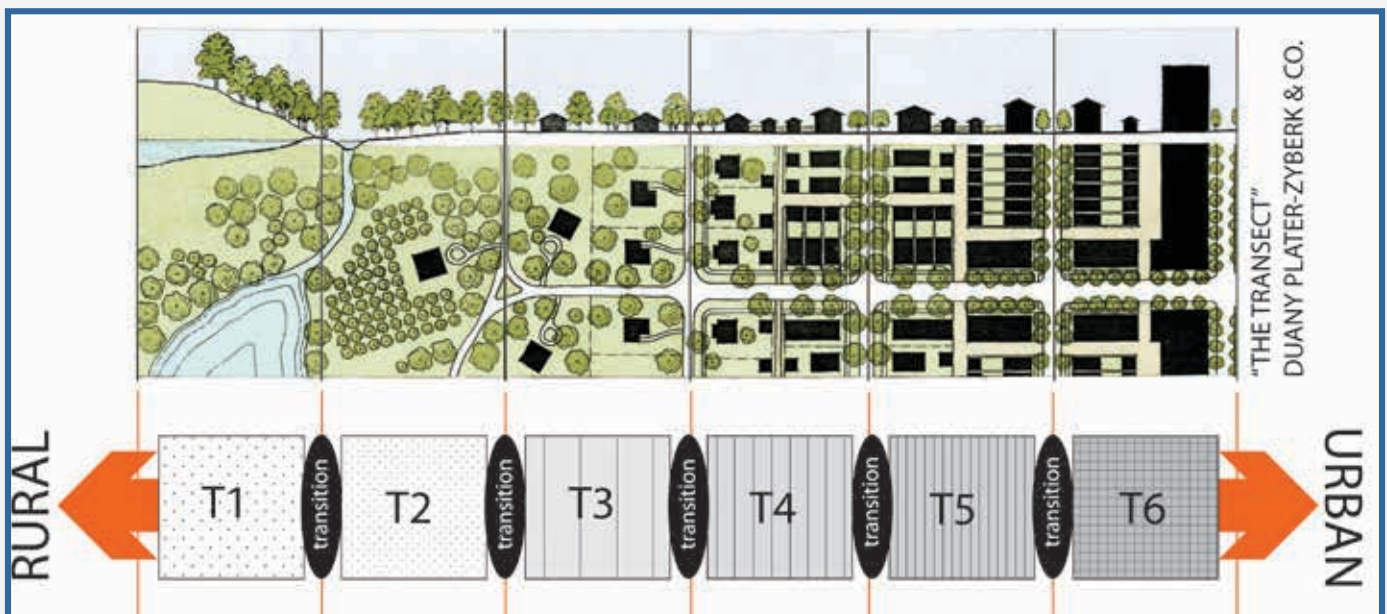 "THE TRANSECT"
DUANY PLATER-ZYBERK & CO.
RURAL
T1
transition
T2
transition
T3
transition
T4
transition
T5
transition
T6
URBAN